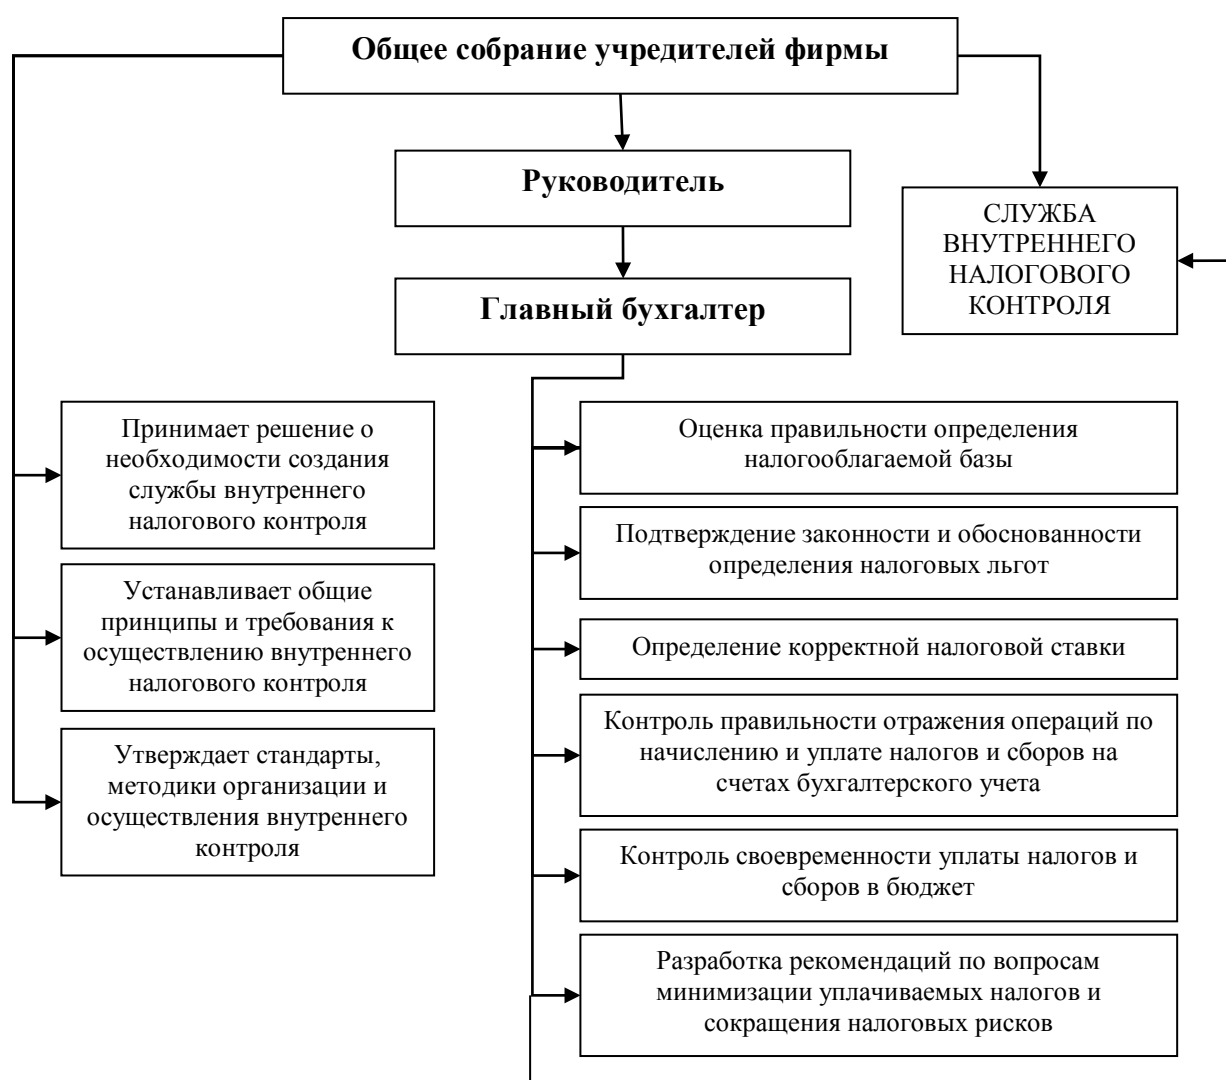 Общее собрание учредителей фирмы
Руководитель
СЛУЖБА
ВНУТРЕННЕГО
НАЛОГОВОГО
КОНТРОЛЯ
Главный бухгалтер
Принимает решение о
необходимости создания
службы внутреннего
налогового контроля
Устанавливает общие
принципы и требования к
осуществлению внутреннего
налогового контроля
Утверждает стандарты,
методики организации и
осуществления внутреннего
контроля
Оценка правильности определения
налогооблагаемой базы
Подтверждение законности и обоснованности
определения налоговых льгот
Определение корректной налоговой ставки
Контроль правильности отражения операций по
начислению и уплате налогов и сборов на
счетах бухгалтерского учета
Контроль своевременности уплаты налогов и
сборов в бюджет
Разработка рекомендаций по вопросам
минимизации уплачиваемых налогов и
сокращения налоговых рисков